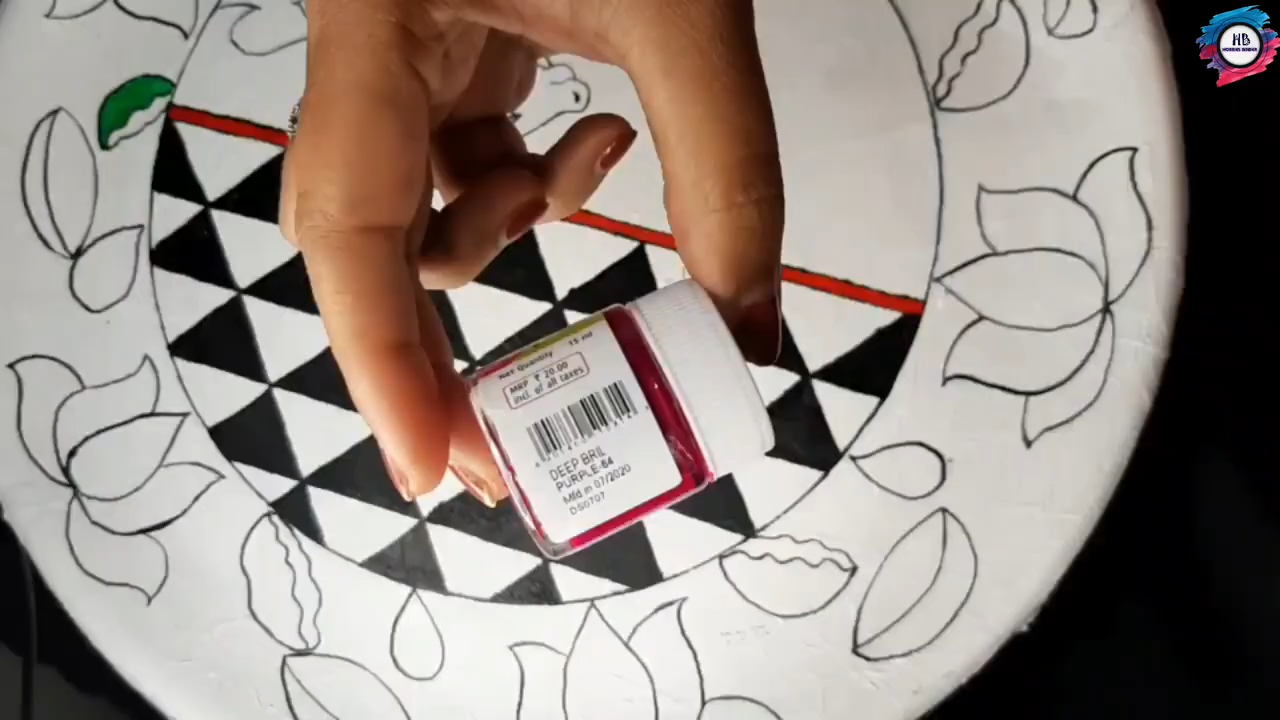 HB
Net Quantity 15 ml
MRP ₹ 20.00
incl. of all taxes
DEEP BRIL
PURPLE-64
Mfd in 07/2020
DS0707